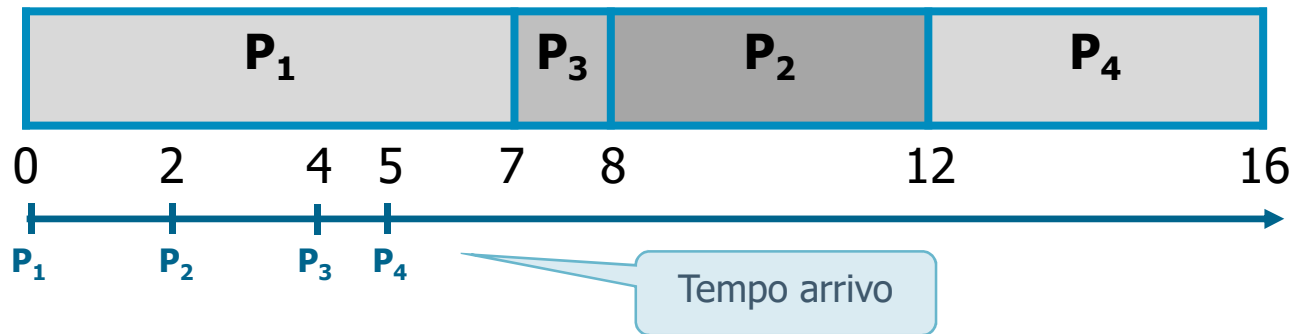 P₁ P₃ P₂ P₄
0 2 4 5 7 8 12 16
P₁ P₂ P₃ P₄
Tempo arrivo